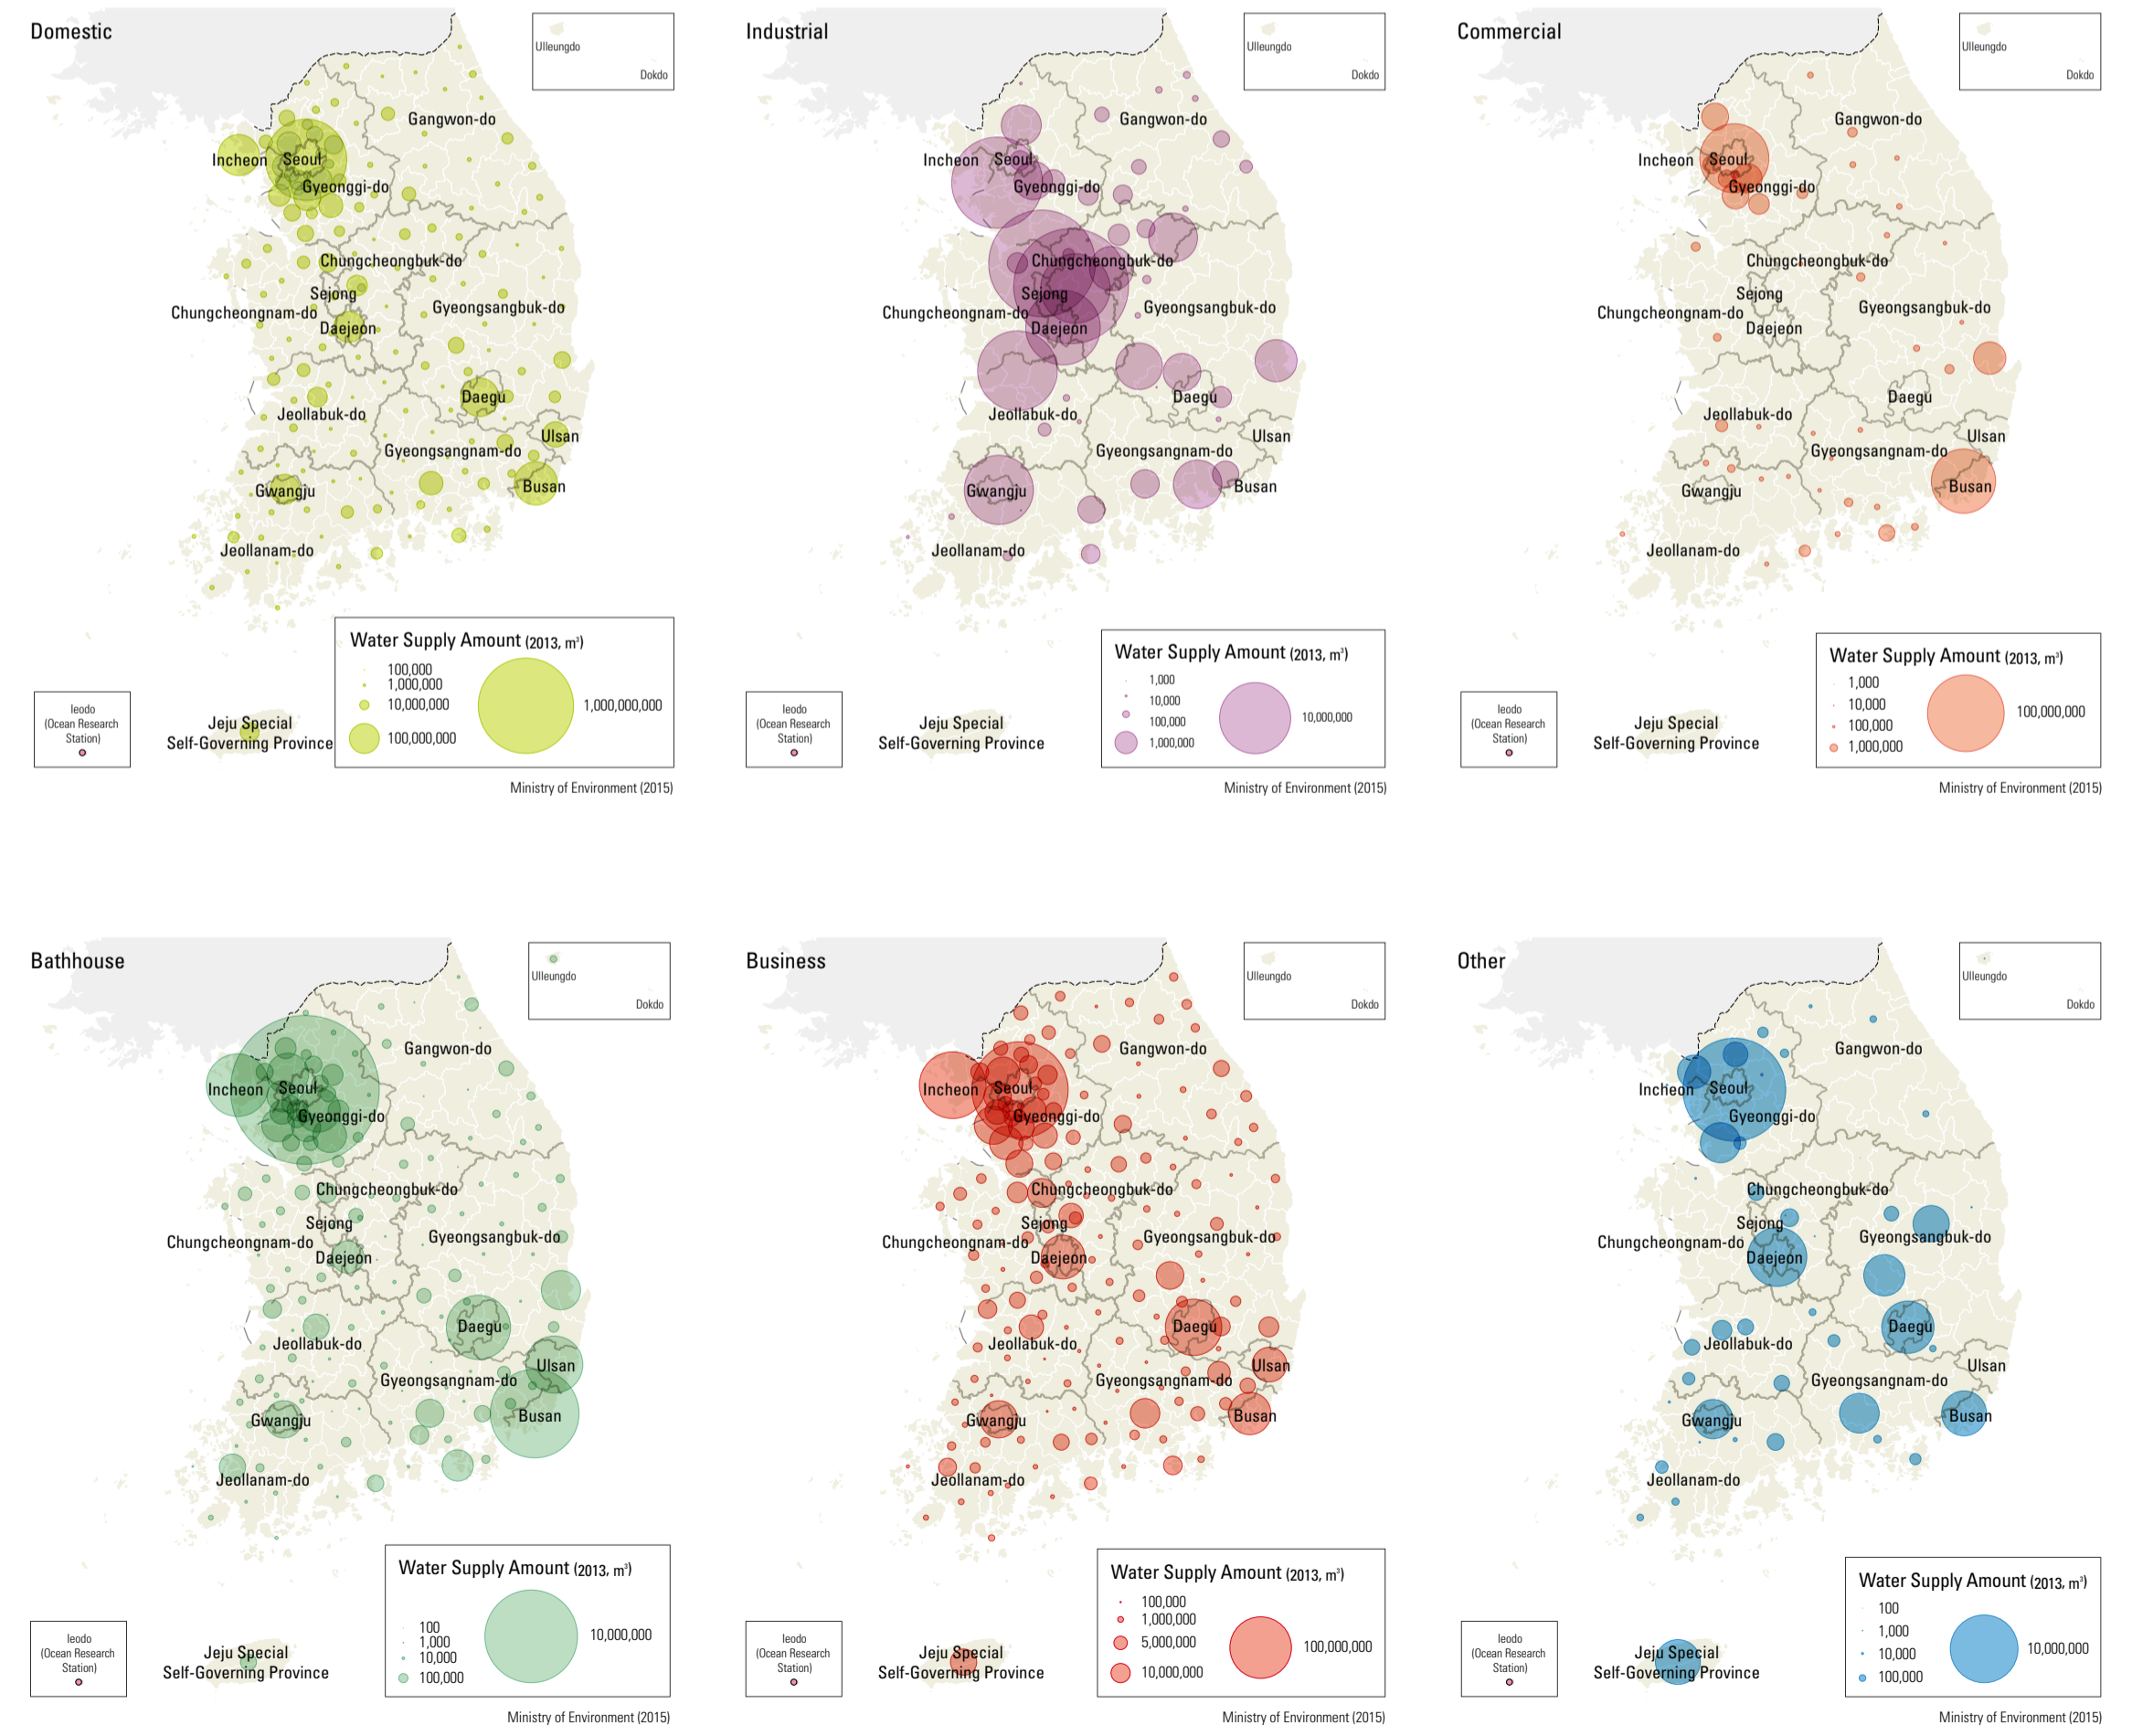 Domestic
Ulleungdo
Dokdo
Gangwon-do
Incheon
Seoul
Gyeonggi-do
Chungcheongbuk-do
Sejong
Chungcheongnam-do
Gyeongsangbuk-do
Daejeon
Daegu
Jeollabuk-do
Ulsan
Gyeongsangnam-do
Gwangju
Busan
Jeollanam-do
Water Supply Amount (2013, m³)
100,000
1,000,000
10,000,000
100,000,000
1,000,000,000
Ieodo
(Ocean Research
Station)
Jeju Special
Self-Governing Province
Ministry of Environment (2015)
Industrial
Ulleungdo
Dokdo
Gangwon-do
Incheon
Seoul
Gyeonggi-do
Chungcheongbuk-do
Sejong
Chungcheongnam-do
Gyeongsangbuk-do
Daejeon
Daegu
Jeollabuk-do
Ulsan
Gyeongsangnam-do
Gwangju
Busan
Jeollanam-do
Water Supply Amount (2013, m³)
1,000
10,000
100,000
1,000,000
10,000,000
Ieodo
(Ocean Research
Station)
Jeju Special
Self-Governing Province
Ministry of Environment (2015)
Commercial
Ulleungdo
Dokdo
Gangwon-do
Incheon
Seoul
Gyeonggi-do
Chungcheongbuk-do
Sejong
Chungcheongnam-do
Gyeongsangbuk-do
Daejeon
Daegu
Jeollabuk-do
Ulsan
Gyeongsangnam-do
Gwangju
Busan
Jeollanam-do
Water Supply Amount (2013, m³)
1,000
10,000
100,000
1,000,000
100,000,000
Ieodo
(Ocean Research
Station)
Jeju Special
Self-Governing Province
Ministry of Environment (2015)
Bathhouse
Ulleungdo
Dokdo
Gangwon-do
Incheon
Seoul
Gyeonggi-do
Chungcheongbuk-do
Sejong
Chungcheongnam-do
Gyeongsangbuk-do
Daejeon
Daegu
Jeollabuk-do
Ulsan
Gyeongsangnam-do
Gwangju
Busan
Jeollanam-do
Water Supply Amount (2013, m³)
100
1,000
10,000
100,000
10,000,000
Ieodo
(Ocean Research
Station)
Jeju Special
Self-Governing Province
Ministry of Environment (2015)
Business
Ulleungdo
Dokdo
Gangwon-do
Incheon
Seoul
Gyeonggi-do
Chungcheongbuk-do
Sejong
Chungcheongnam-do
Gyeongsangbuk-do
Daejeon
Daegu
Jeollabuk-do
Ulsan
Gyeongsangnam-do
Gwangju
Busan
Jeollanam-do
Water Supply Amount (2013, m³)
100,000
1,000,000
5,000,000
10,000,000
100,000,000
Ieodo
(Ocean Research
Station)
Jeju Special
Self-Governing Province
Ministry of Environment (2015)
Other
Ulleungdo
Dokdo
Gangwon-do
Incheon
Seoul
Gyeonggi-do
Chungcheongbuk-do
Sejong
Chungcheongnam-do
Gyeongsangbuk-do
Daejeon
Daegu
Jeollabuk-do
Ulsan
Gyeongsangnam-do
Gwangju
Busan
Jeollanam-do
Water Supply Amount (2013, m³)
100
1,000
10,000
100,000
10,000,000
Ieodo
(Ocean Research
Station)
Jeju Special
Self-Governing Province
Ministry of Environment (2015)